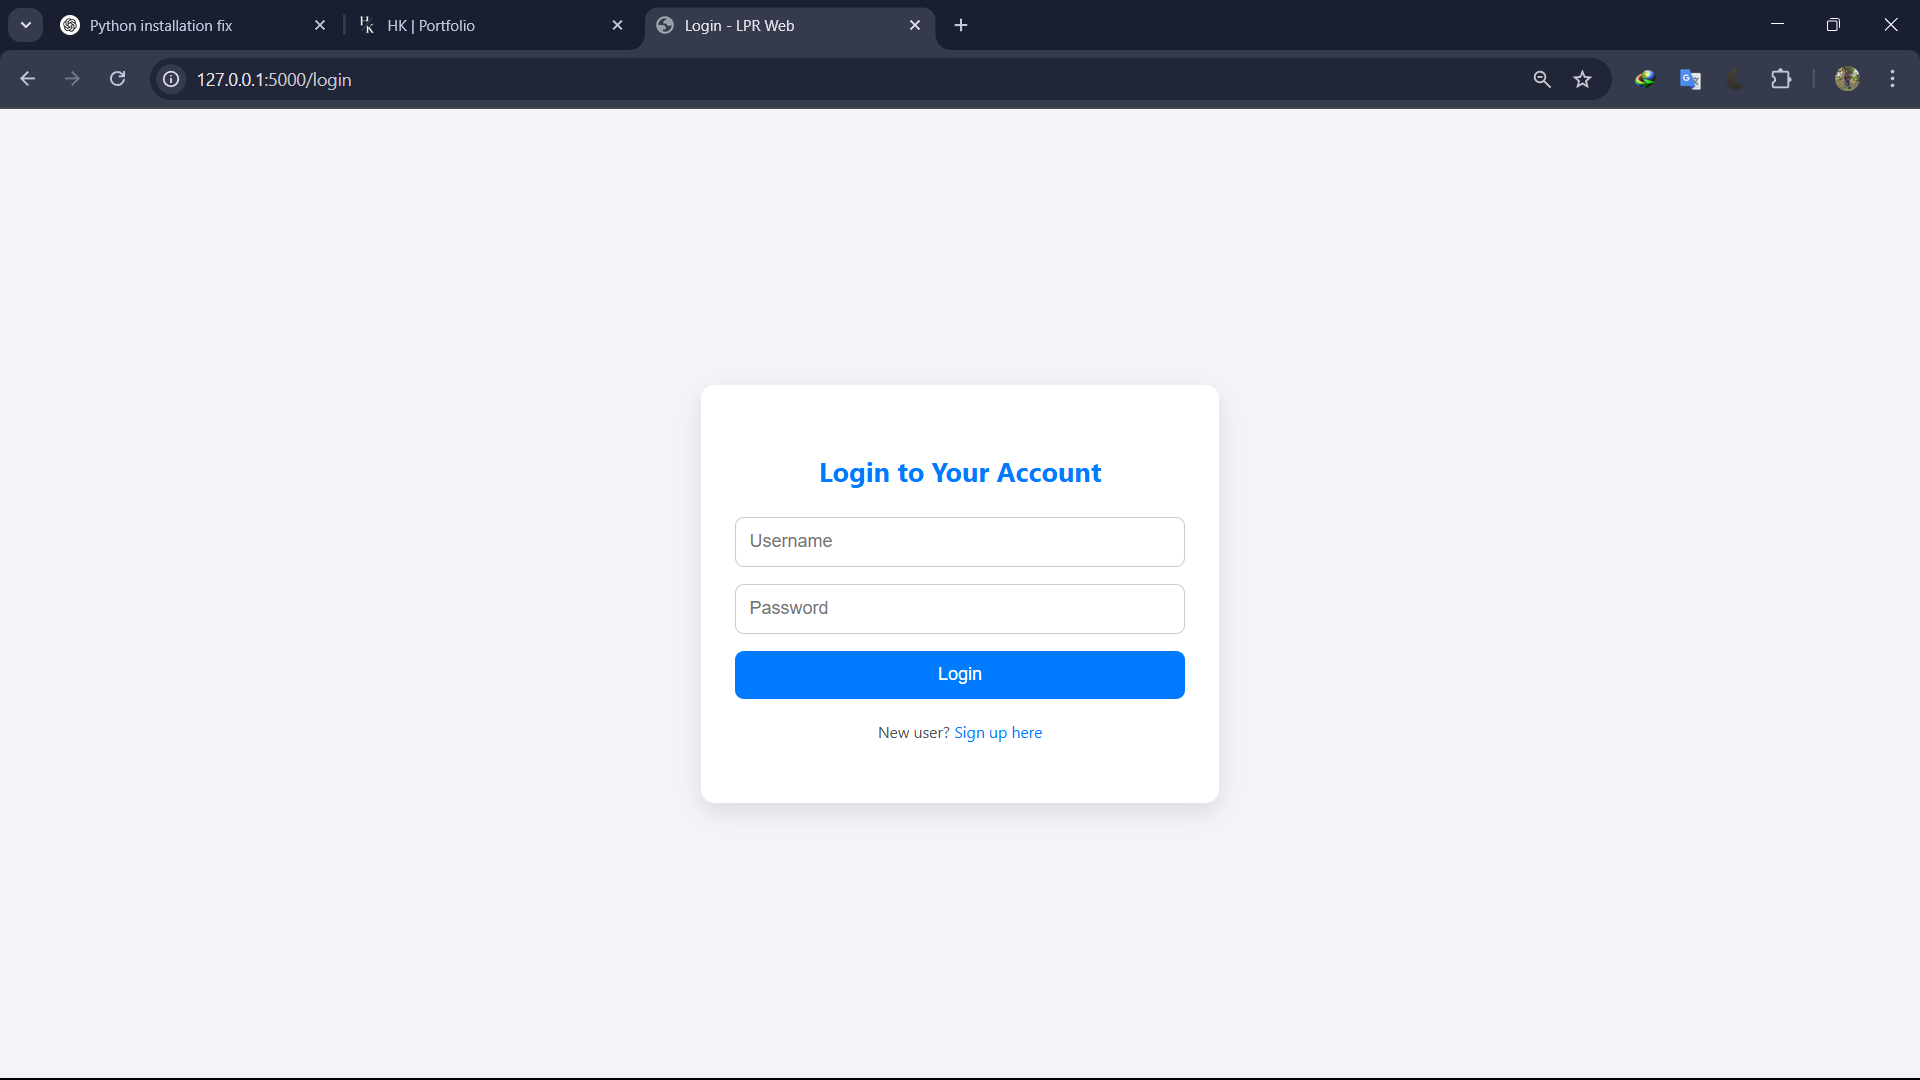 Python installation fix
HK | Portfolio
Login - LPR Web
127.0.0.1:5000/login
Login to Your Account
Username
Password
Login
New user? Sign up here